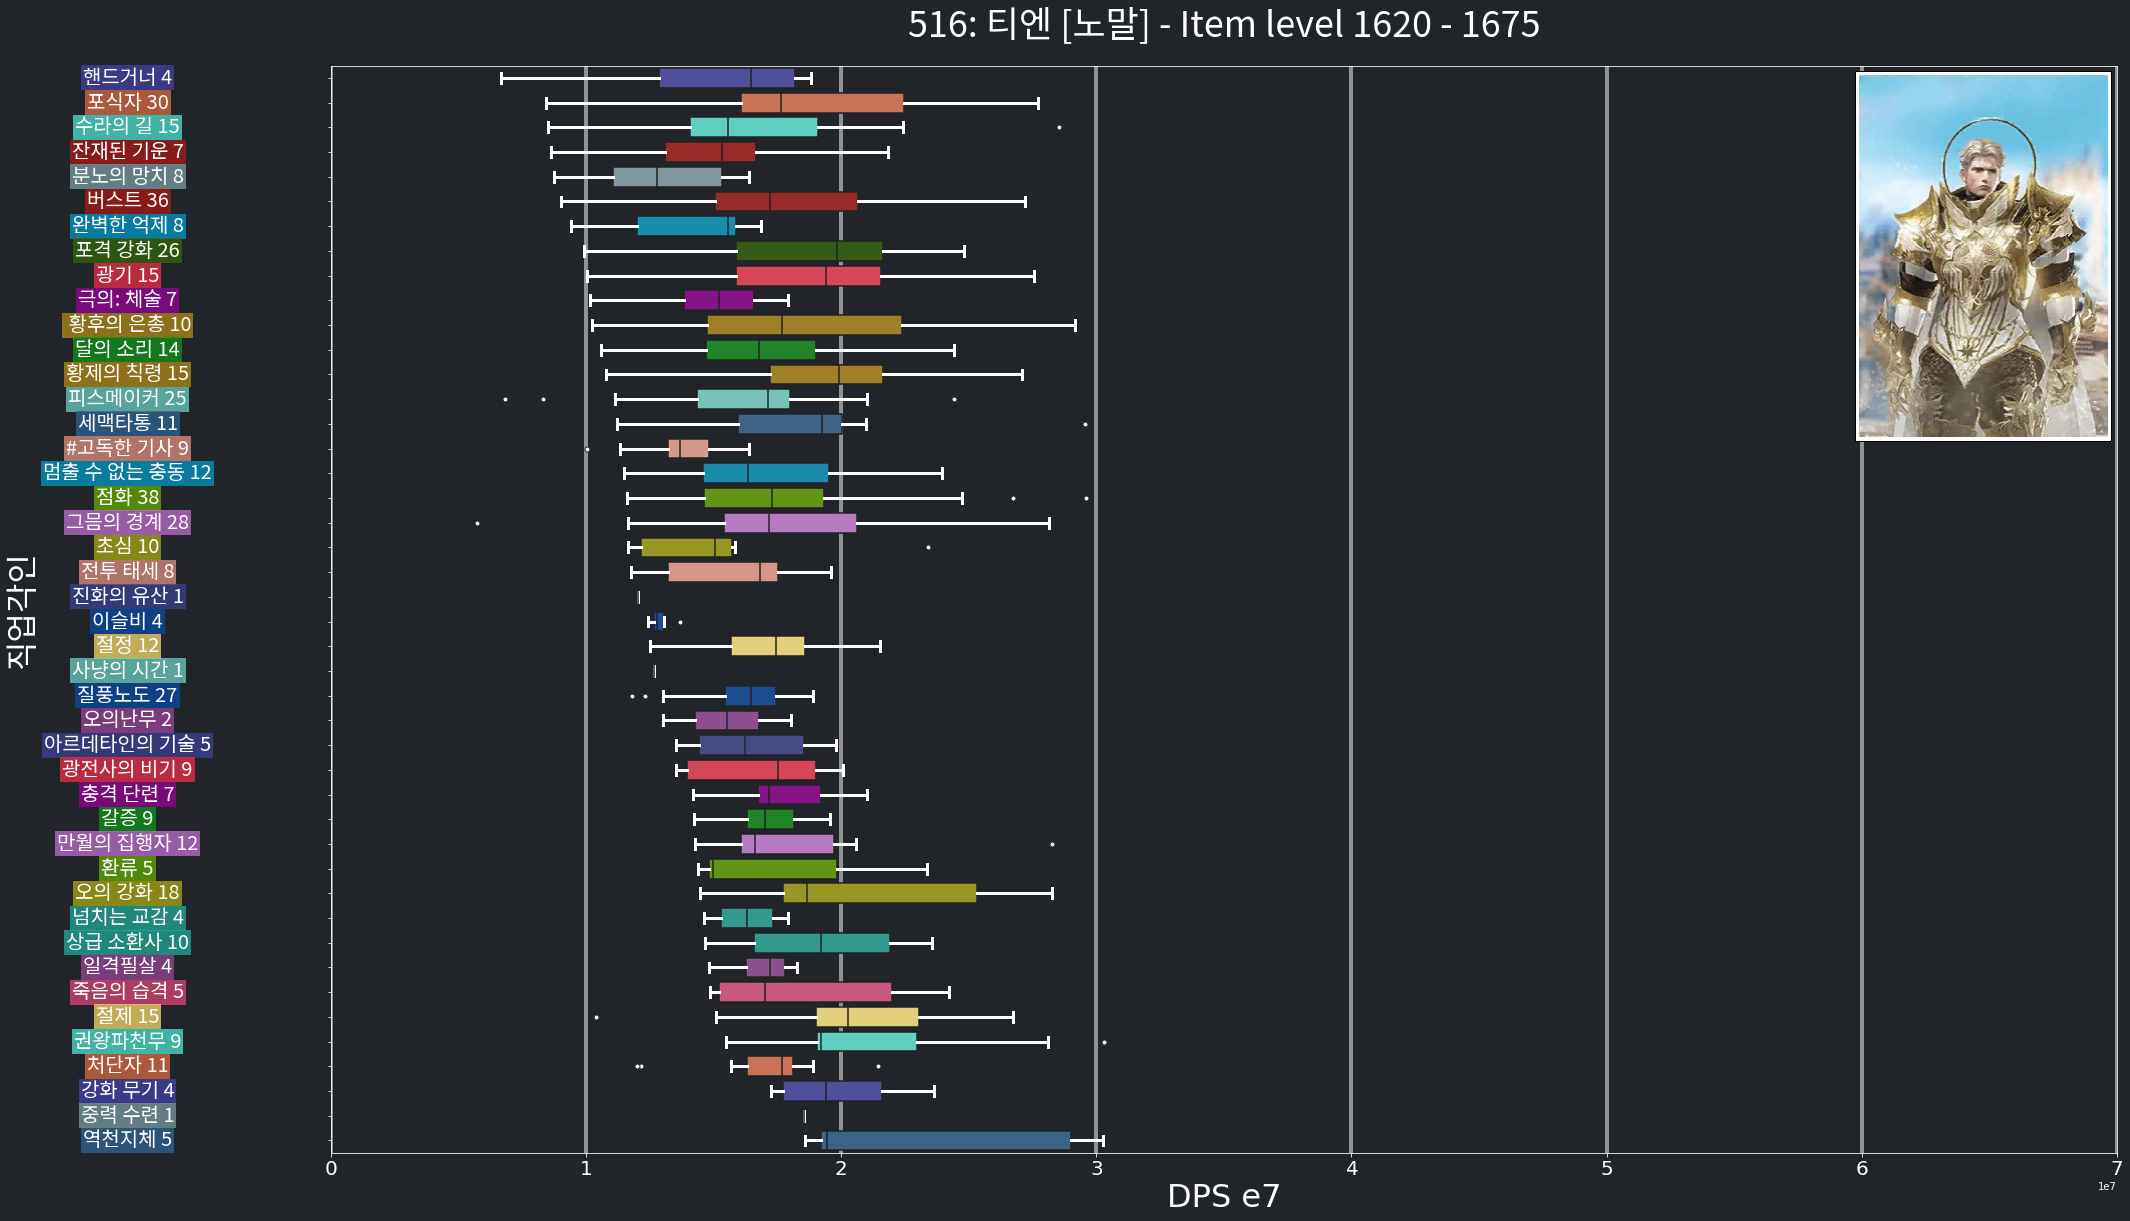 516: 티엔 [노말] - Item level 1620 - 1675
직업각인
핸드거너 4
포식자 30
수라의 길 15
잔재된 기운 7
분노의 망치 8
버스트 36
완벽한 억제 8
포격 강화 26
광기 15
극의: 체술 7
황후의 은총 10
달의 소리 14
황제의 칙령 15
피스메이커 25
세맥타통 11
#고독한 기사 9
멈출 수 없는 충동 12
점화 38
그믐의 경계 28
초심 10
전투 태세 8
진화의 유산 1
이슬비 4
절정 12
사냥의 시간 1
질풍노도 27
오의난무 2
아르데타인의 기술 5
광전사의 비기 9
충격 단련 7
갈증 9
만월의 집행자 12
환류 5
오의 강화 18
넘치는 교감 4
상급 소환사 10
일격필살 4
죽음의 습격 5
절제 15
권왕파천무 9
처단자 11
강화 무기 4
중력 수련 1
역천지체 5
0 1 2 3 4 5 6 7
1e7
DPS e7